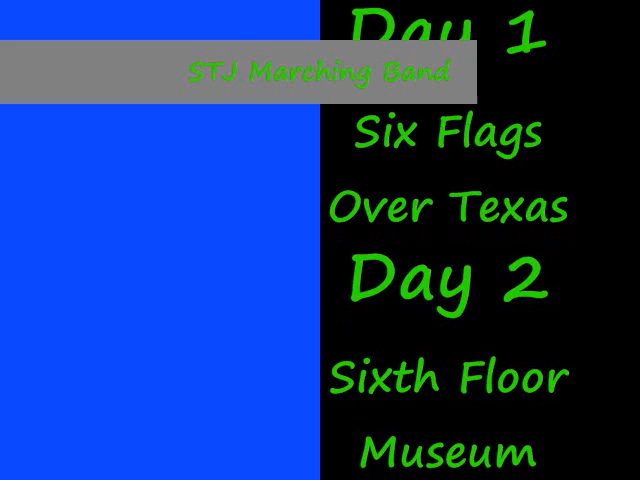 Day 1
STJ Marching Band
Six Flags
Over Texas
Day 2
Sixth Floor
Museum